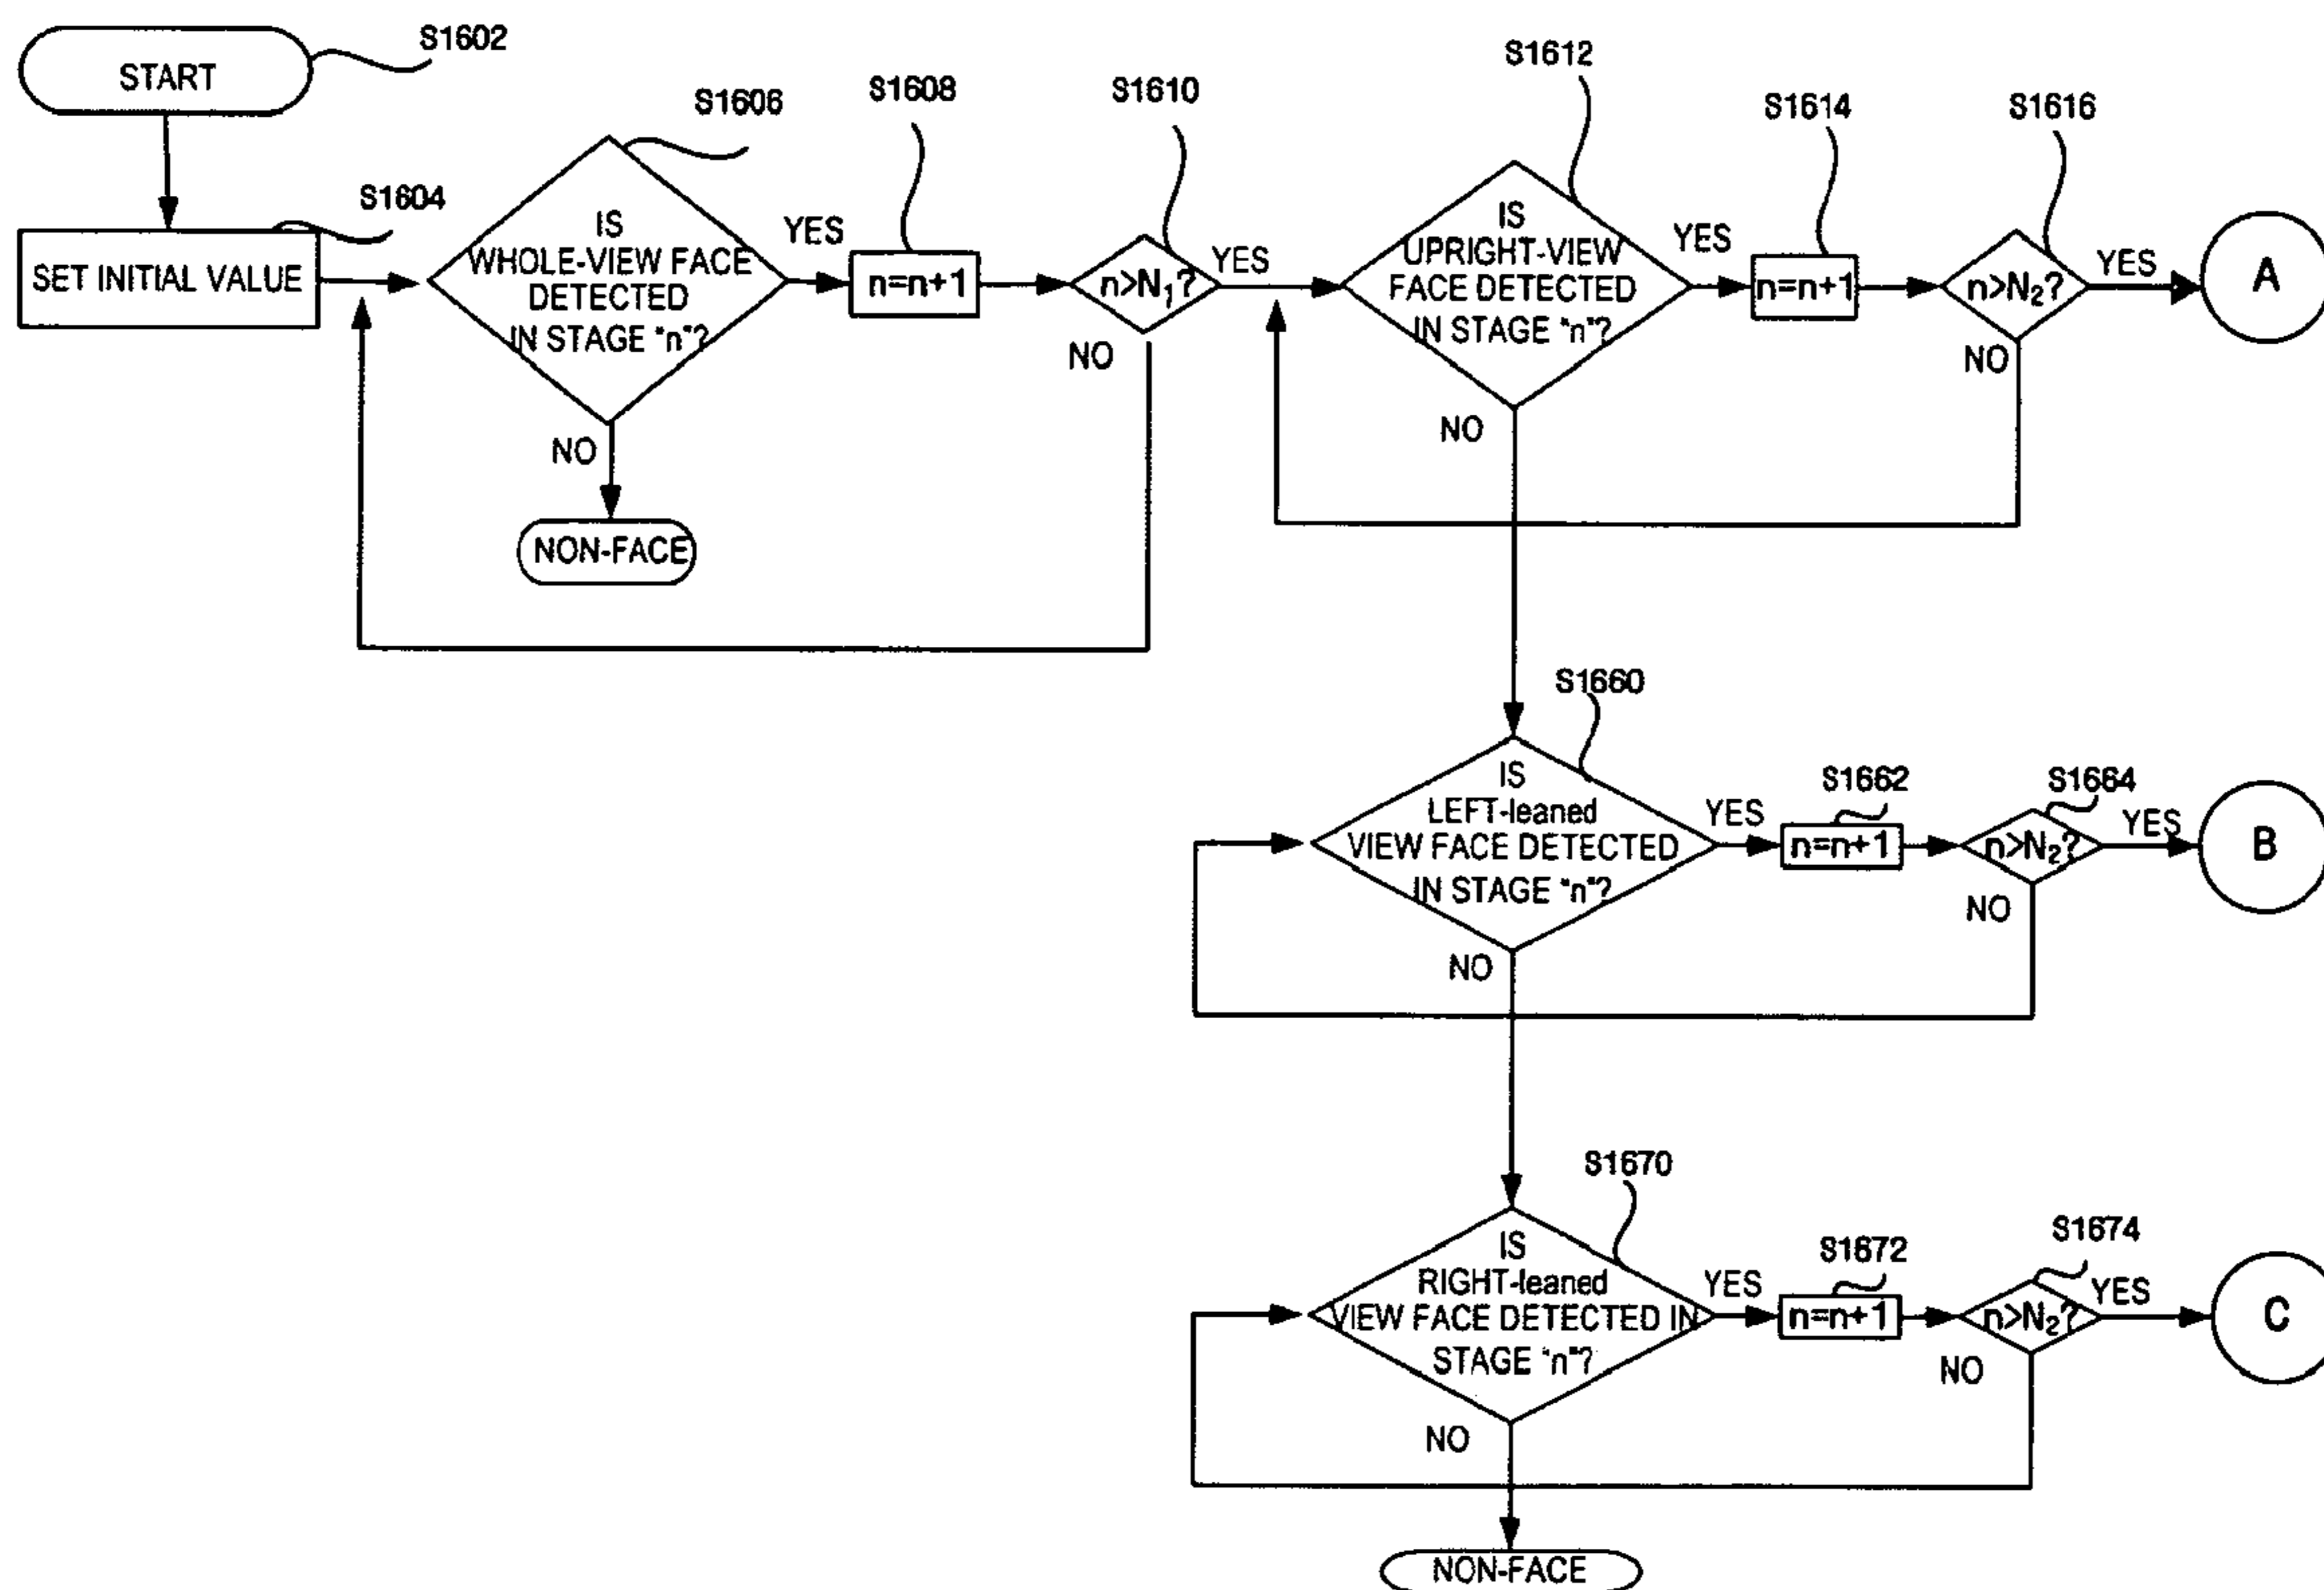 S1602
START
S1604
SET INITIAL VALUE
S1606
IS
WHOLE-VIEW FACE
DETECTED
IN STAGE "n"?
YES
NO
NON-FACE
S1608
n=n+1
S1610
n>N₁?
YES
NO
S1612
IS
UPRIGHT-VIEW
FACE DETECTED
IN STAGE "n"?
YES
NO
S1614
n=n+1
S1616
n>N₂?
YES
NO
A
S1660
IS
LEFT-leaned
VIEW FACE DETECTED
IN STAGE "n"?
YES
NO
S1662
n=n+1
S1664
n>N₂?
YES
NO
B
S1670
IS
RIGHT-leaned
VIEW FACE DETECTED IN
STAGE "n"?
YES
NO
S1672
n=n+1
S1674
n>N₂?
YES
NO
C
NON-FACE